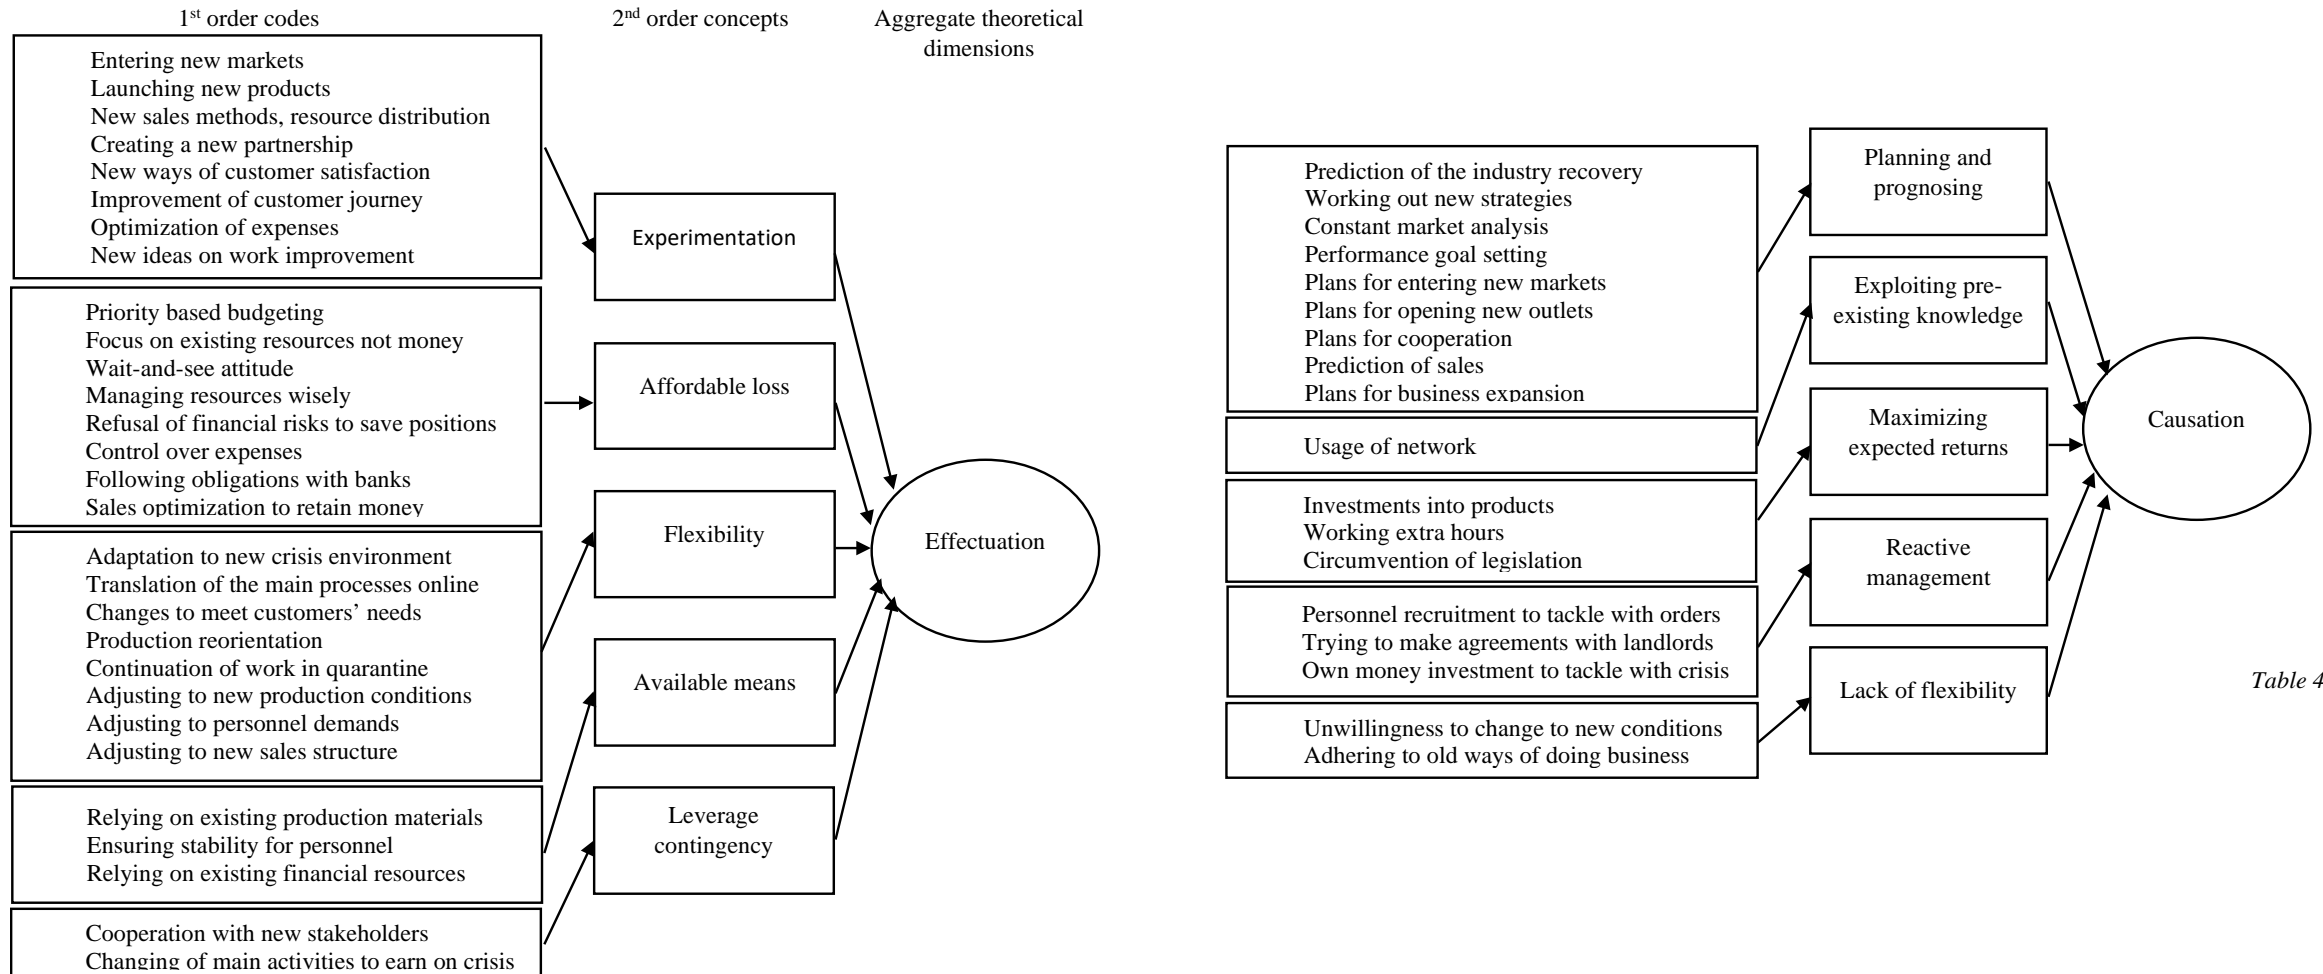 1st order codes
2nd order concepts
Aggregate theoretical
dimensions
Entering new markets
Launching new products
New sales methods, resource distribution
Creating a new partnership
New ways of customer satisfaction
Improvement of customer journey
Optimization of expenses
New ideas on work improvement
Priority based budgeting
Focus on existing resources not money
Wait-and-see attitude
Managing resources wisely
Refusal of financial risks to save positions
Control over expenses
Following obligations with banks
Sales optimization to retain money
Adaptation to new crisis environment
Translation of the main processes online
Changes to meet customers’ needs
Production reorientation
Continuation of work in quarantine
Adjusting to new production conditions
Adjusting to personnel demands
Adjusting to new sales structure
Relying on existing production materials
Ensuring stability for personnel
Relying on existing financial resources
Cooperation with new stakeholders
Changing of main activities to earn on crisis
Experimentation
Affordable loss
Flexibility
Available means
Leverage
contingency
Effectuation
Prediction of the industry recovery
Working out new strategies
Constant market analysis
Performance goal setting
Plans for entering new markets
Plans for opening new outlets
Plans for cooperation
Prediction of sales
Plans for business expansion
Usage of network
Investments into products
Working extra hours
Circumvention of legislation
Personnel recruitment to tackle with orders
Trying to make agreements with landlords
Own money investment to tackle with crisis
Unwillingness to change to new conditions
Adhering to old ways of doing business
Planning and
prognosing
Exploiting pre-
existing knowledge
Maximizing
expected returns
Reactive
management
Lack of flexibility
Causation
Table 4